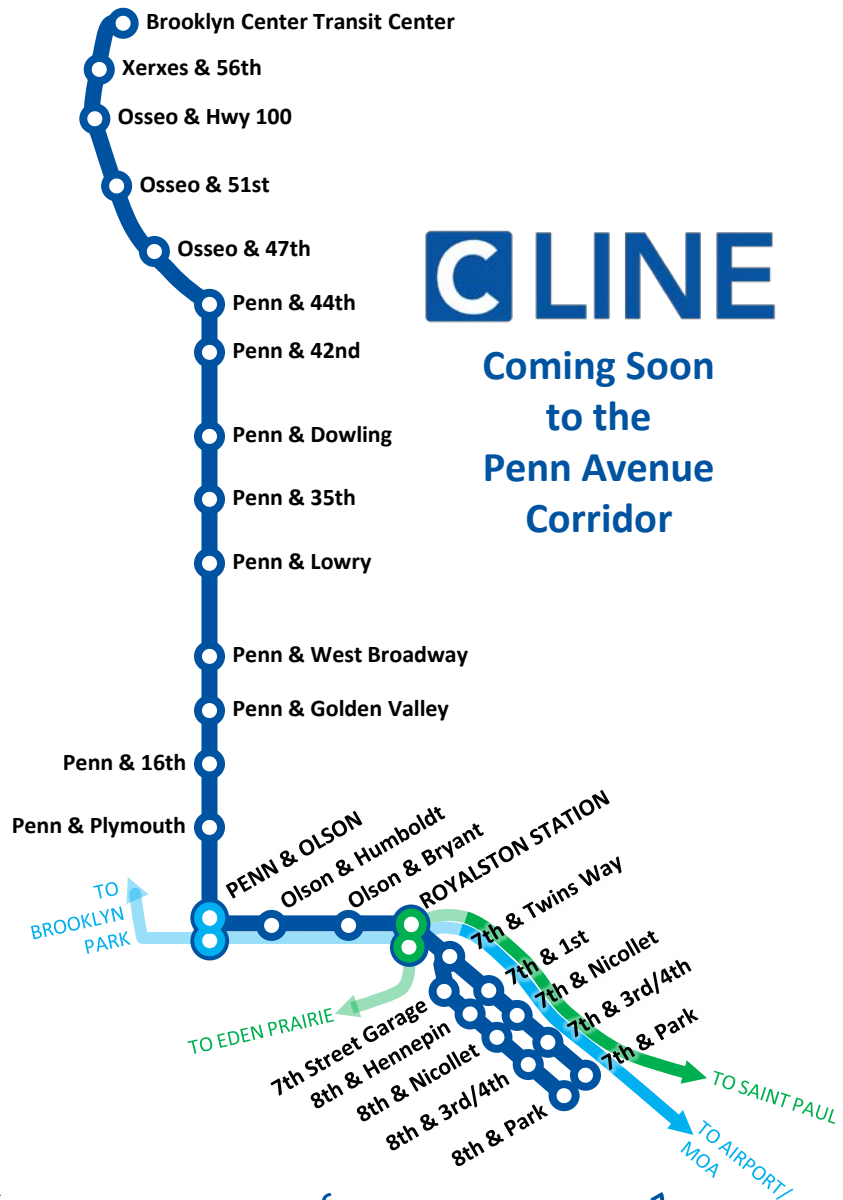 Brooklyn Center Transit Center
Xerxes & 56th
Osseo & Hwy 100
Osseo & 51st
Osseo & 47th
C LINE
Coming Soon
to the
Penn Avenue
Corridor
Penn & 44th
Penn & 42nd
Penn & Dowling
Penn & 35th
Penn & Lowry
Penn & West Broadway
Penn & Golden Valley
Penn & 16th
Penn & Plymouth
PENN & OLSON
Olson & Humboldt
Olson & Bryant
ROYALSTON STATION
7th & Twins Way
7th & 1st
7th & Nicollet
7th & 3rd/4th
7th & Park
TO
BROOKLYN
PARK
TO EDEN PRAIRIE
7th Street Garage
8th & Hennepin
8th & Nicollet
8th & 3rd/4th
8th & Park
TO SAINT PAUL
TO AIRPORT/
MOA